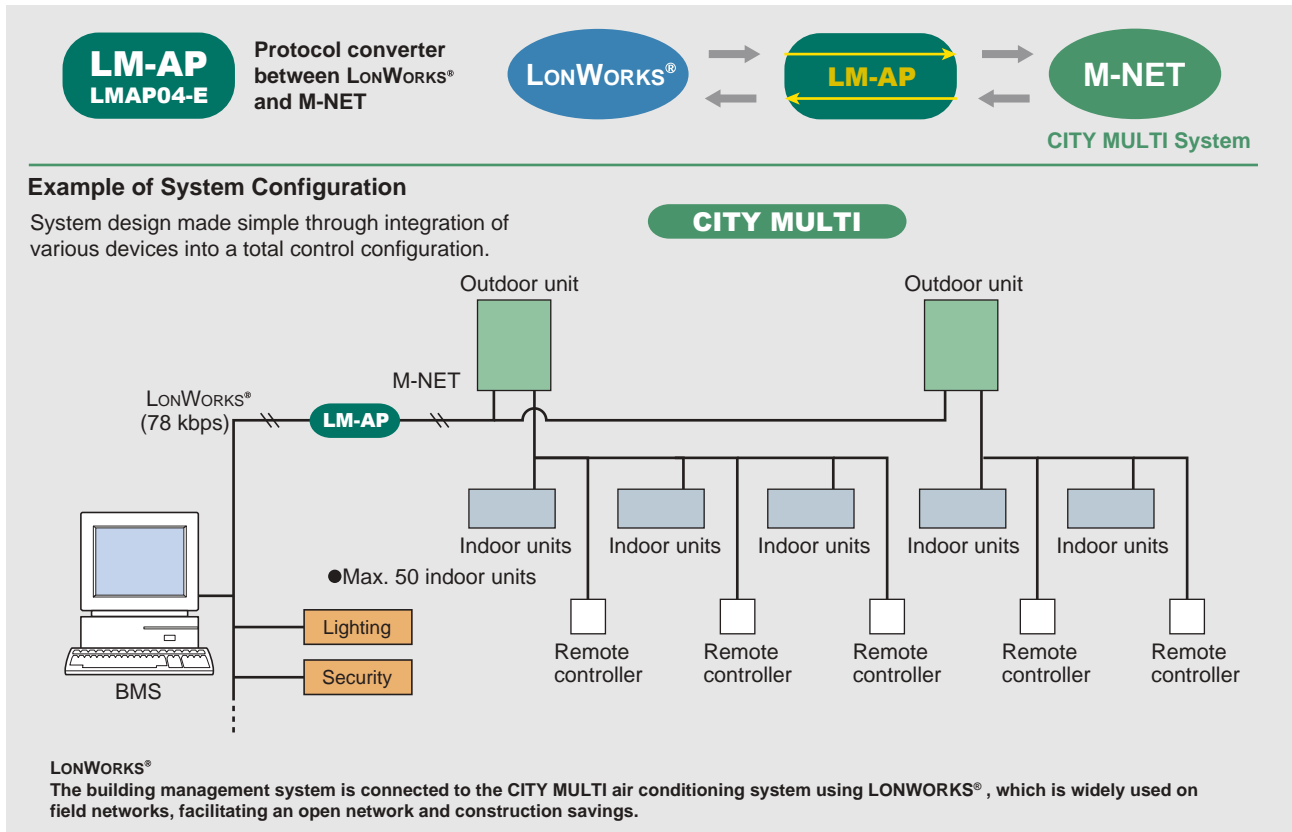 LM-AP
LMAP04-E
Protocol converter
between LONWORKS®
and M-NET
LONWORKS®
LM-AP
M-NET
CITY MULTI System
Example of System Configuration
System design made simple through integration of
various devices into a total control configuration.
CITY MULTI
Outdoor unit
Outdoor unit
M-NET
LONWORKS®
(78 kbps)
LM-AP
Indoor units
Indoor units
Indoor units
Indoor units
Indoor units
●Max. 50 indoor units
Lighting
Security
BMS
Remote
controller
Remote
controller
Remote
controller
Remote
controller
Remote
controller
LONWORKS®
The building management system is connected to the CITY MULTI air conditioning system using LONWORKS® , which is widely used on
field networks, facilitating an open network and construction savings.